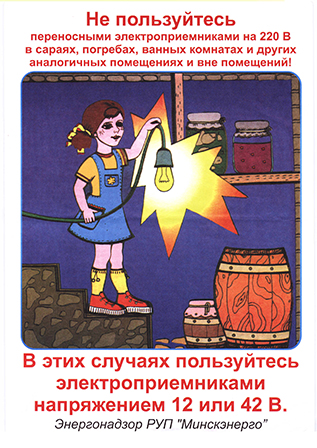 Не пользуйтесь
переносными электроприемниками на 220 В
в сараях, погребах, ванных комнатах и других
аналогичных помещениях и вне помещений!
В этих случаях пользуйтесь
электроприемниками
напряжением 12 или 42 В.
Энергонадзор РУП "Минскэнерго"